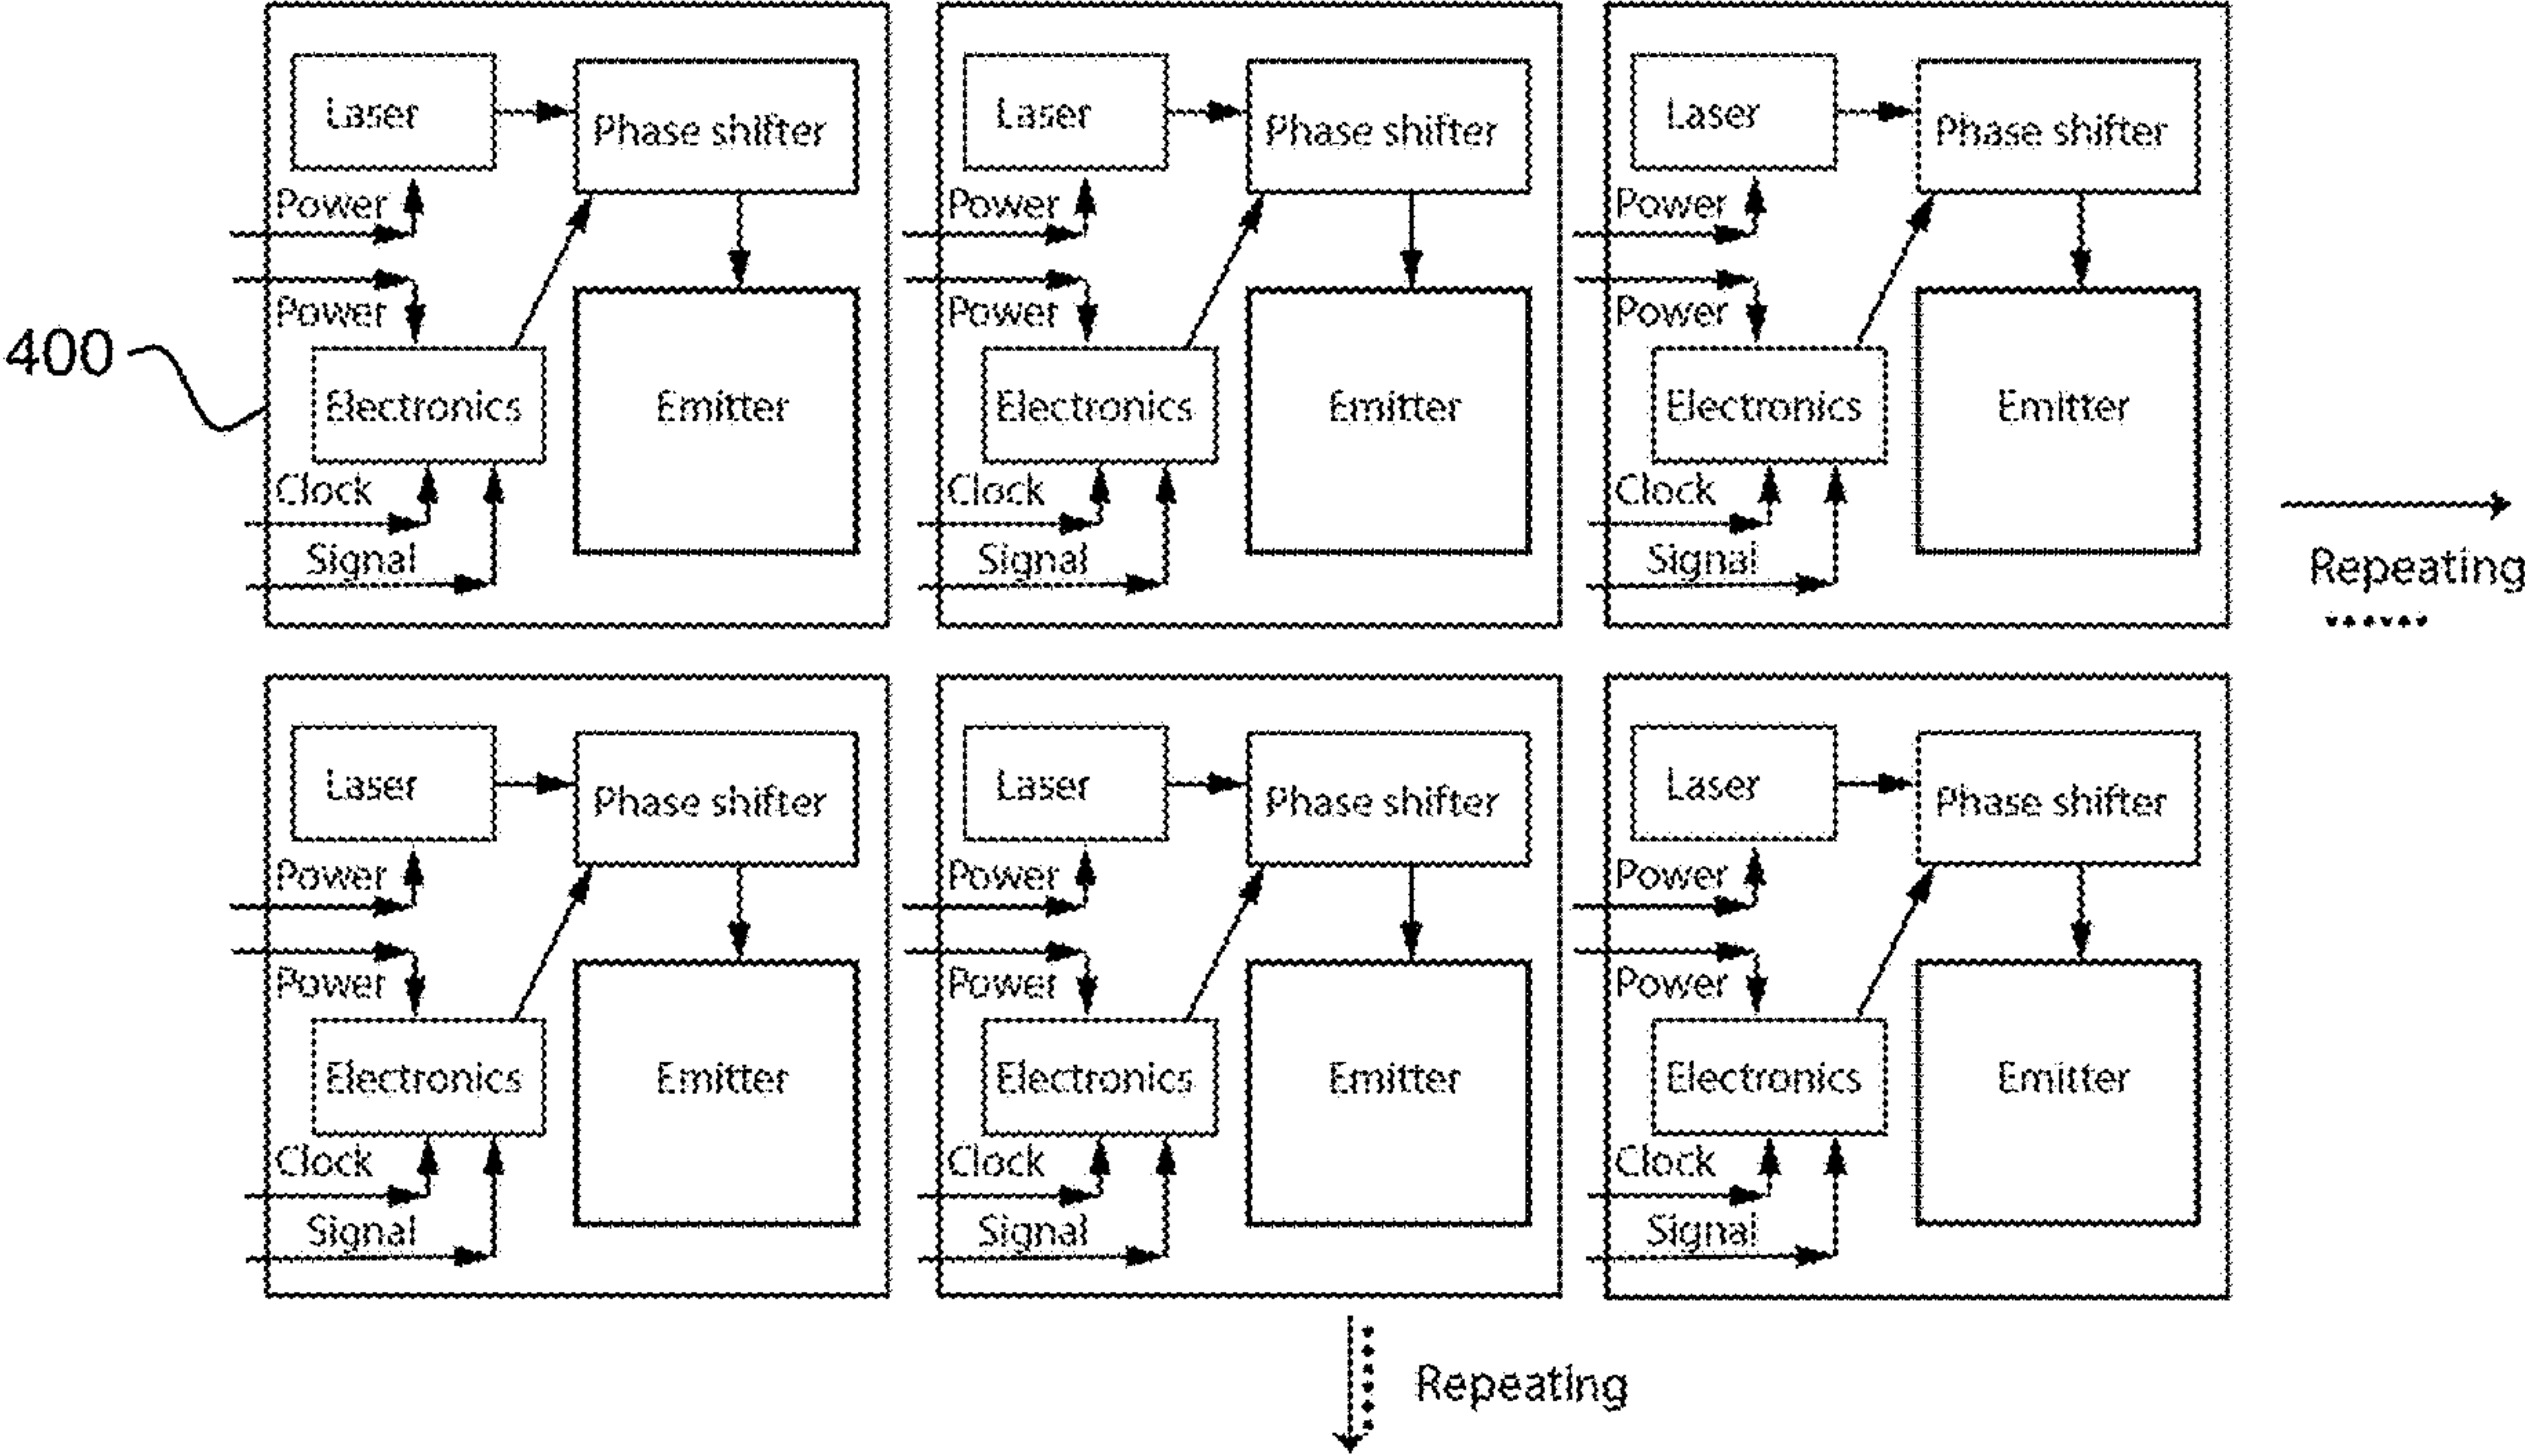 Laser
Phase shifter
Power
Power
Electronics
Emitter
Clock
Signal
Laser
Phase shifter
Power
Power
Electronics
Emitter
Clock
Signal
Laser
Phase shifter
Power
Power
Electronics
Emitter
Clock
Signal
400
Repeating
Laser
Phase shifter
Power
Power
Electronics
Emitter
Clock
Signal
Laser
Phase shifter
Power
Power
Electronics
Emitter
Clock
Signal
Laser
Phase shifter
Power
Power
Electronics
Emitter
Clock
Signal
Repeating